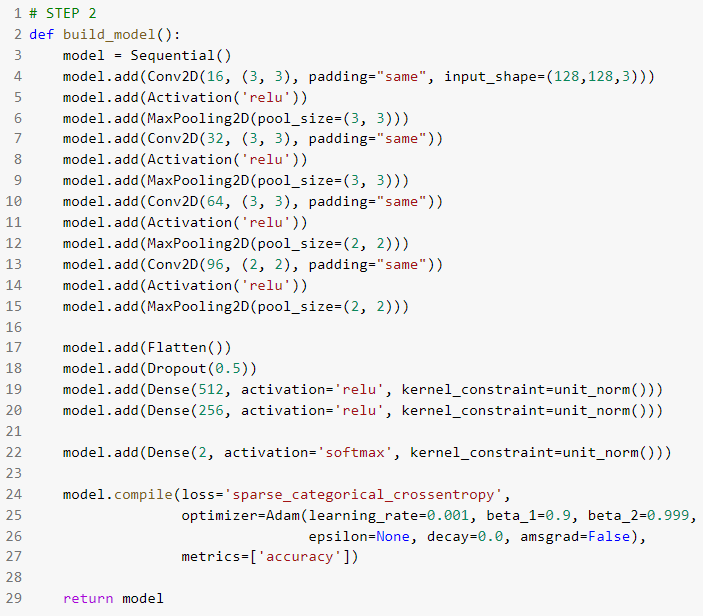 1 # STEP 2
2 def build_model():
3     model = Sequential()
4     model.add(Conv2D(16, (3, 3), padding="same", input_shape=(128,128,3)))
5     model.add(Activation('relu'))
6     model.add(MaxPooling2D(pool_size=(3, 3)))
7     model.add(Conv2D(32, (3, 3), padding="same"))
8     model.add(Activation('relu'))
9     model.add(MaxPooling2D(pool_size=(3, 3)))
10     model.add(Conv2D(64, (3, 3), padding="same"))
11     model.add(Activation('relu'))
12     model.add(MaxPooling2D(pool_size=(2, 2)))
13     model.add(Conv2D(96, (2, 2), padding="same"))
14     model.add(Activation('relu'))
15     model.add(MaxPooling2D(pool_size=(2, 2)))
16
17     model.add(Flatten())
18     model.add(Dropout(0.5))
19     model.add(Dense(512, activation='relu', kernel_constraint=unit_norm()))
20     model.add(Dense(256, activation='relu', kernel_constraint=unit_norm()))
21
22     model.add(Dense(2, activation='softmax', kernel_constraint=unit_norm()))
23
24     model.compile(loss='sparse_categorical_crossentropy',
25                   optimizer=Adam(learning_rate=0.001, beta_1=0.9, beta_2=0.999,
26                                  epsilon=None, decay=0.0, amsgrad=False),
27                   metrics=['accuracy'])
28
29     return model